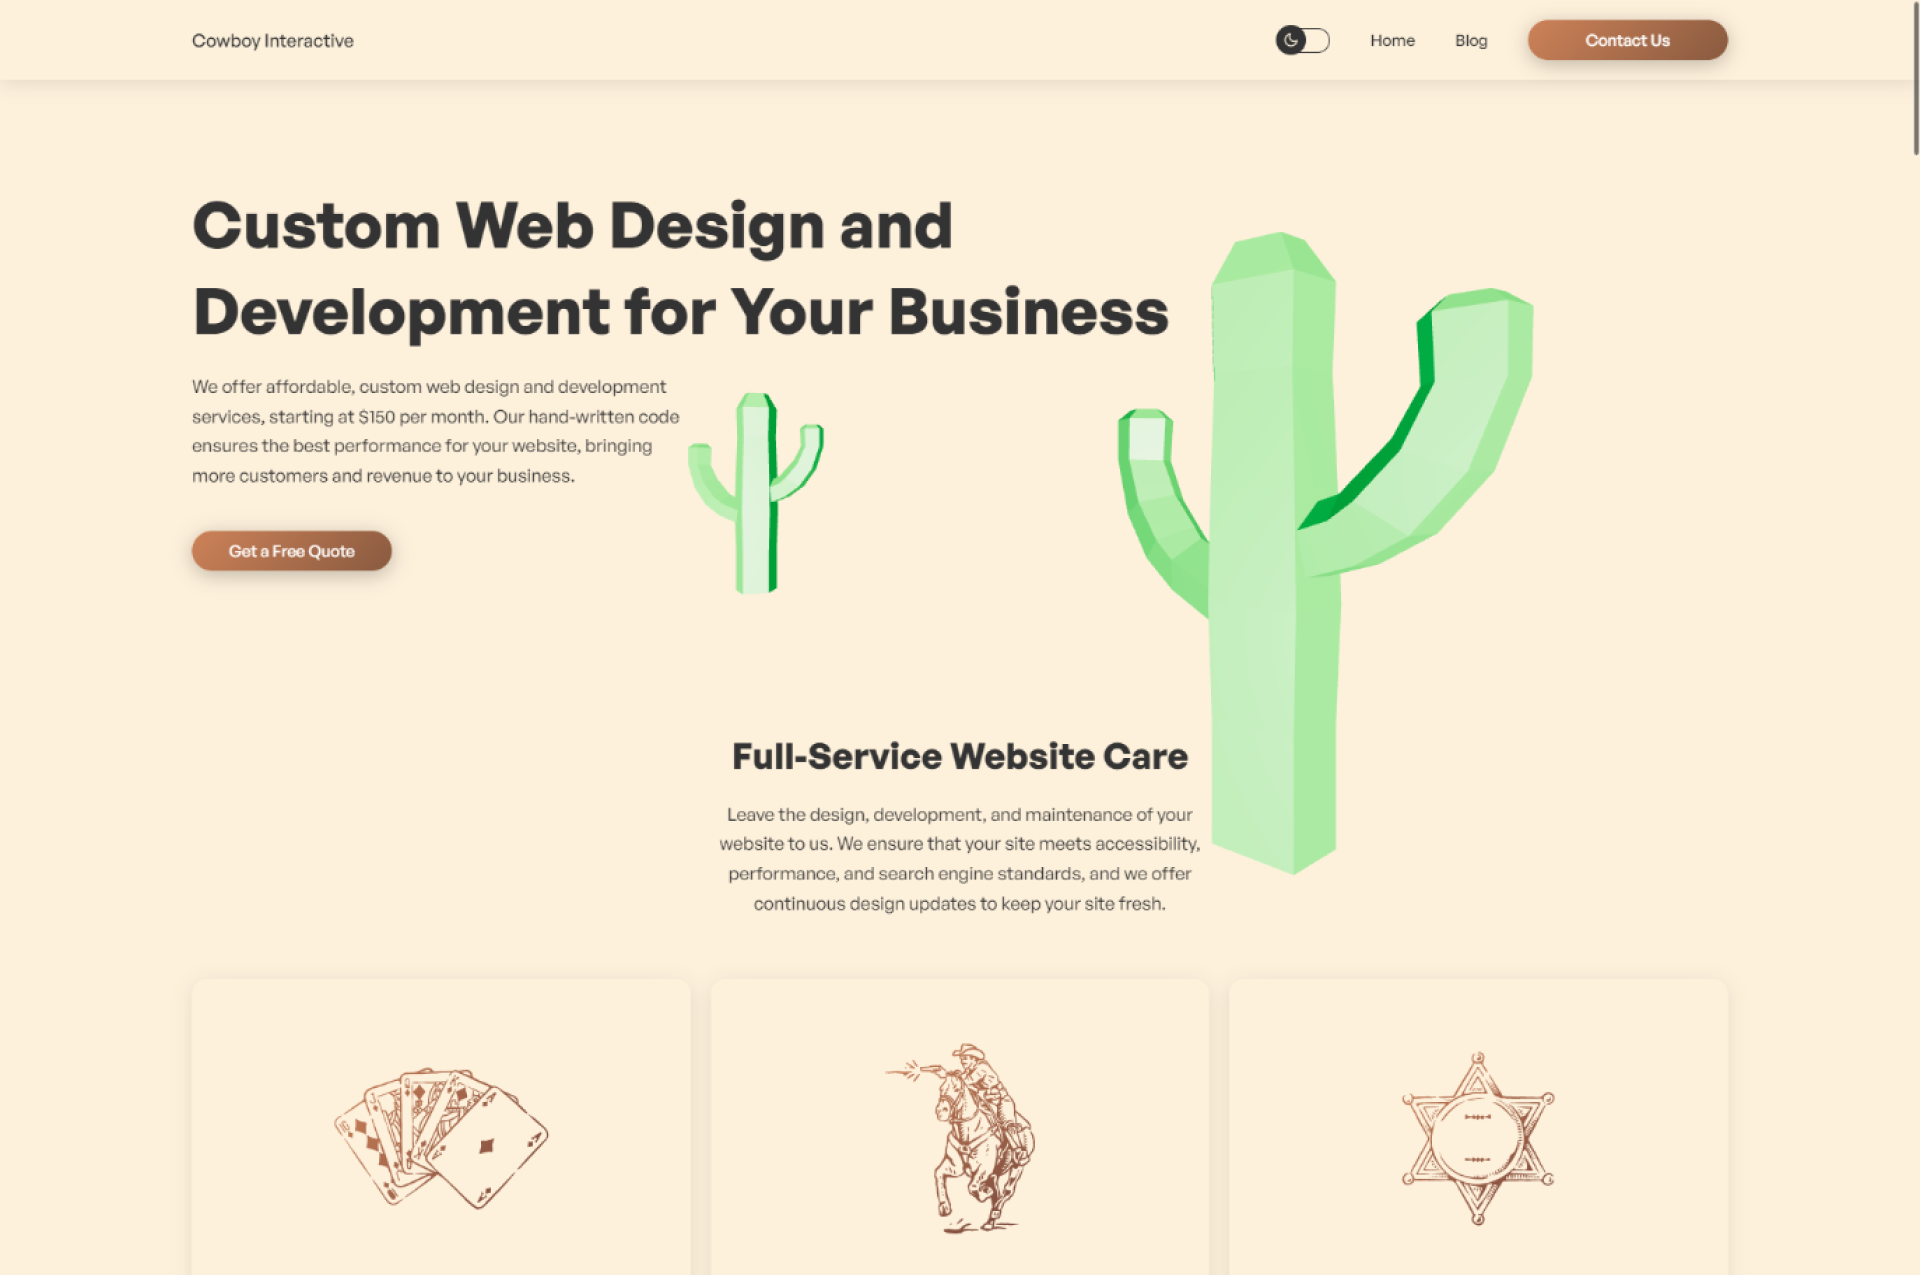 Cowboy Interactive
Home
Blog
Contact Us
Custom Web Design and
Development for Your Business
We offer affordable, custom web design and development
services, starting at $150 per month. Our hand-written code
ensures the best performance for your website, bringing
more customers and revenue to your business.
Get a Free Quote
Full-Service Website Care
Leave the design, development, and maintenance of your
website to us. We ensure that your site meets accessibility,
performance, and search engine standards, and we offer
continuous design updates to keep your site fresh.